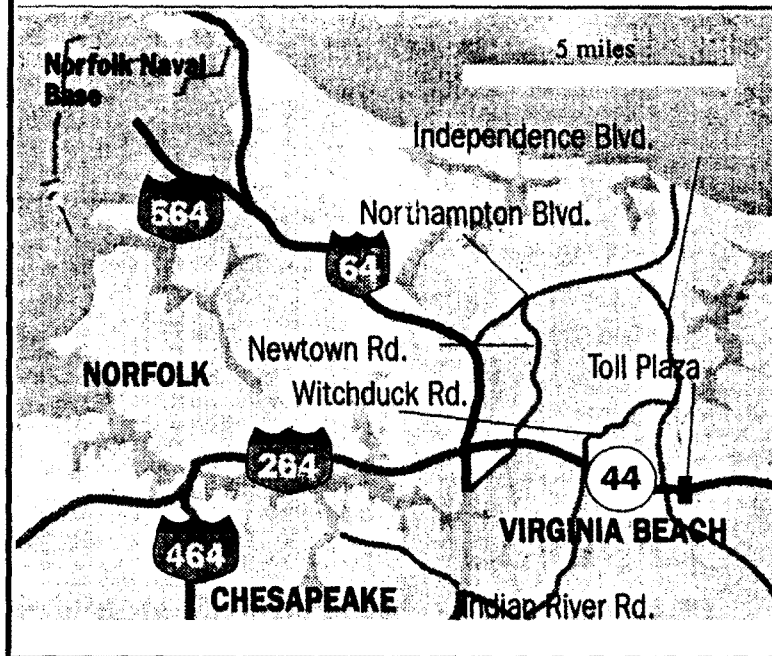 5 miles
Norfolk Naval
Base
Independence Blvd.
564
Northampton Blvd.
64
Newtown Rd.
NORFOLK
Toll Plaza
Witchduck Rd.
264
44
VIRGINIA BEACH
464
CHESAPEAKE
Indian River Rd.